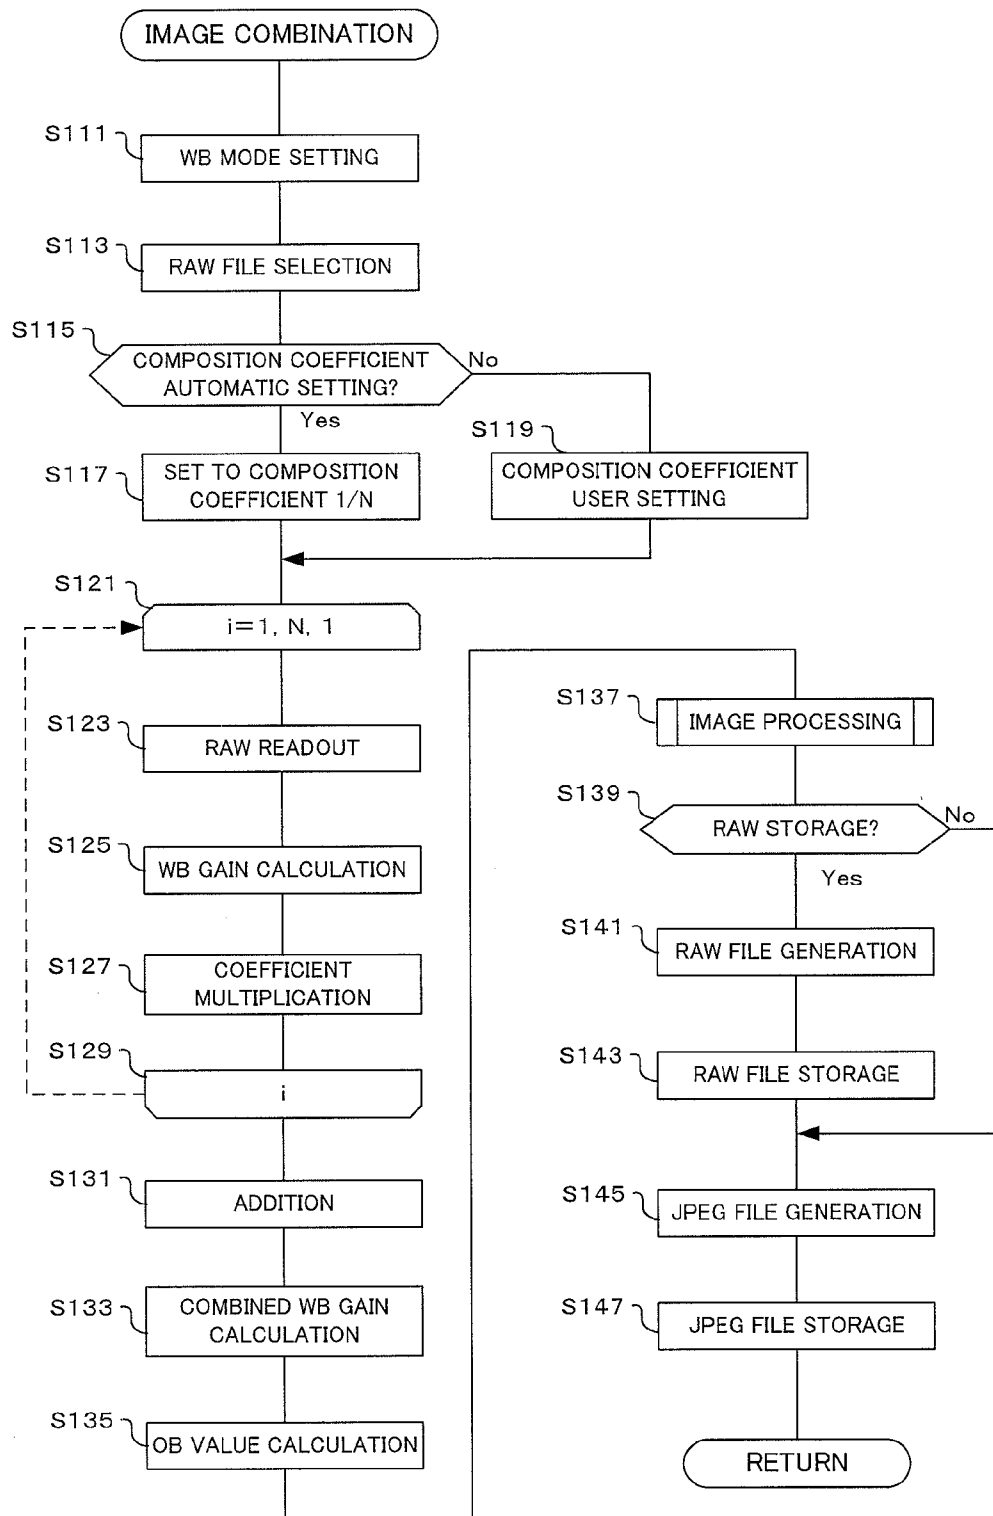 IMAGE COMBINATION
S111
WB MODE SETTING
S113
RAW FILE SELECTION
S115
COMPOSITION COEFFICIENT
AUTOMATIC SETTING?
No
Yes
S117
SET TO COMPOSITION
COEFFICIENT 1/N
S119
COMPOSITION COEFFICIENT
USER SETTING
S121
i=1, N, 1
S123
RAW READOUT
S125
WB GAIN CALCULATION
S127
COEFFICIENT
MULTIPLICATION
S129
i
S131
ADDITION
S133
COMBINED WB GAIN
CALCULATION
S135
OB VALUE CALCULATION
S137
IMAGE PROCESSING
S139
RAW STORAGE?
No
Yes
S141
RAW FILE GENERATION
S143
RAW FILE STORAGE
S145
JPEG FILE GENERATION
S147
JPEG FILE STORAGE
RETURN